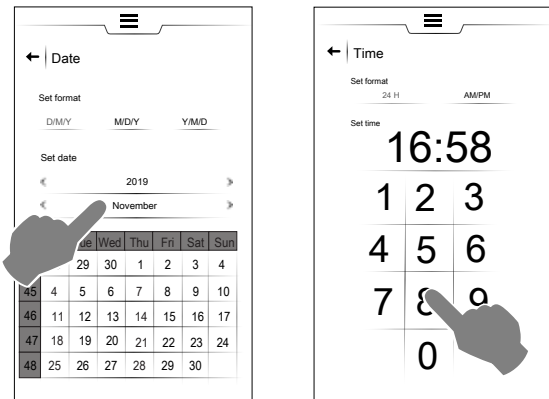 Date
Set format
D/M/Y M/D/Y Y/M/D
Set date
2019
November
Wed Thu Fri Sat Sun
29 30 1 2 3 4
45 4 5 6 7 8 9 10
46 11 12 13 14 15 16 17
47 18 19 20 21 22 23 24
48 25 26 27 28 29 30
Time
Set format
24 H AM/PM
Set time
16:58
1 2 3
4 5 6
7 8 9
0